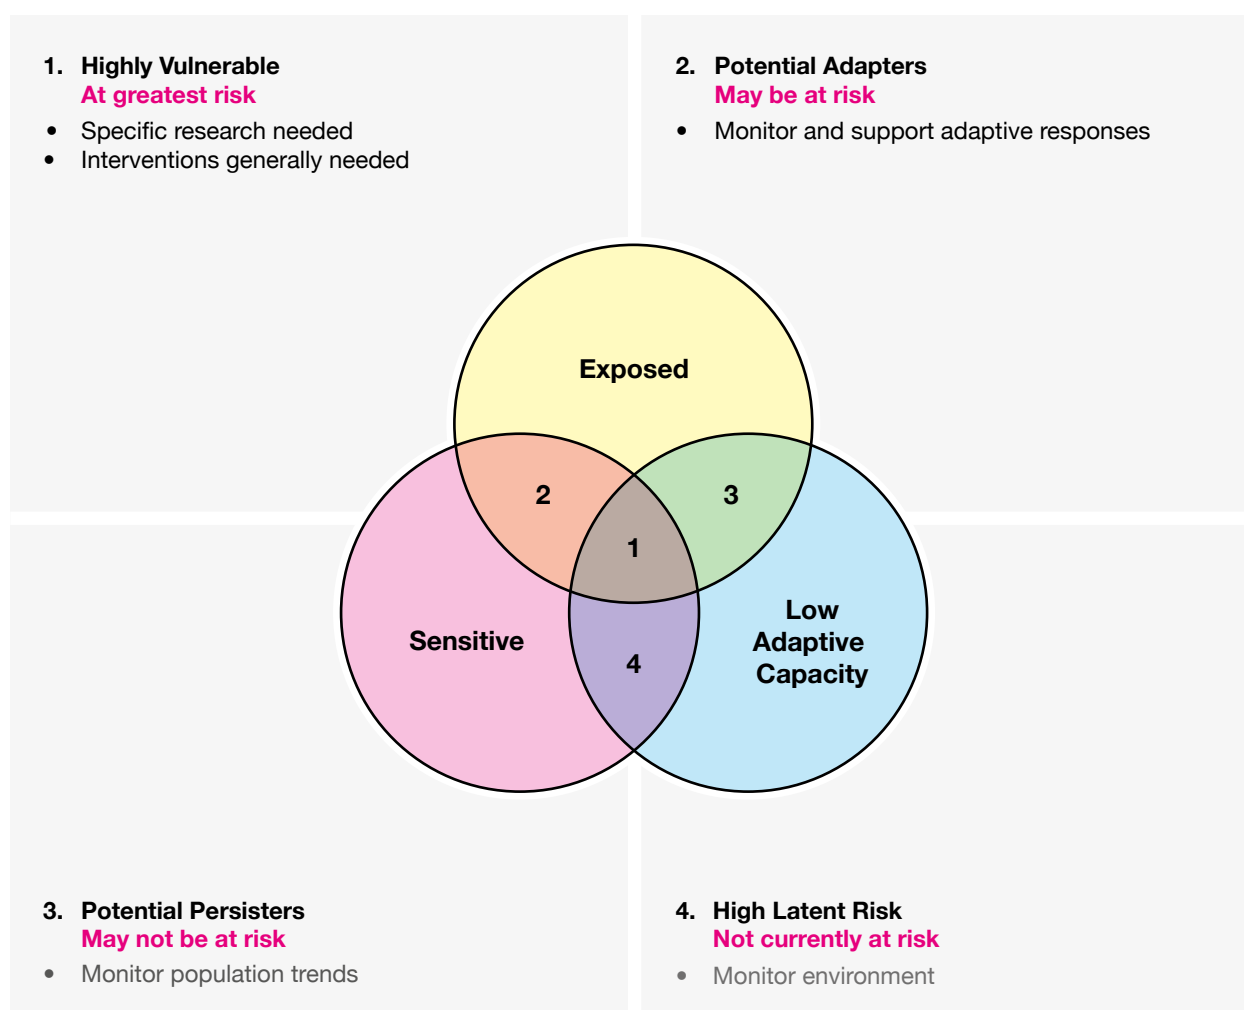 1. Highly Vulnerable
At greatest risk
• Specific research needed
• Interventions generally needed
2. Potential Adapters
May be at risk
• Monitor and support adaptive responses
Exposed
2
3
1
Sensitive
Low
Adaptive
Capacity
4
3. Potential Persisters
May not be at risk
• Monitor population trends
4. High Latent Risk
Not currently at risk
• Monitor environment